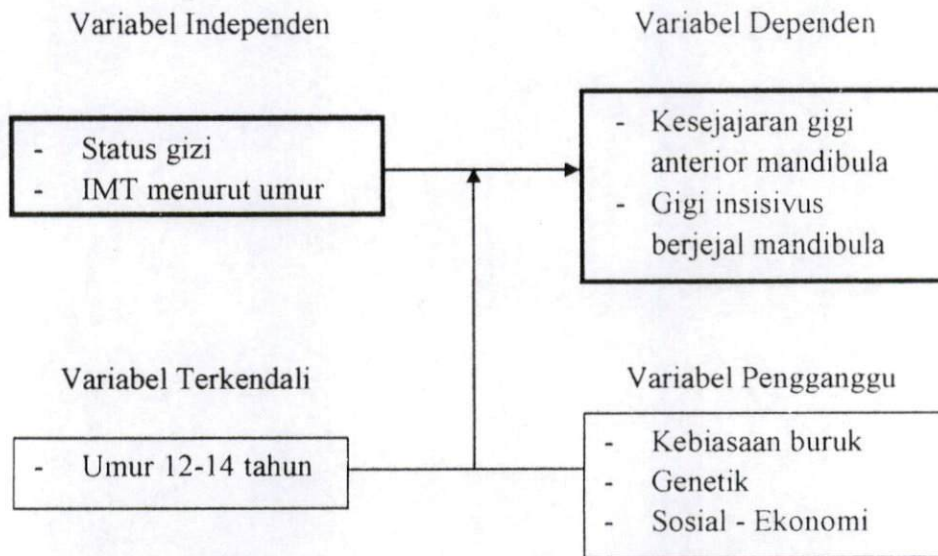 Variabel Independen
Variabel Dependen
- Status gizi
- IMT menurut umur
- Kesejajaran gigi
anterior mandibula
- Gigi insisivus
berjejal mandibula
Variabel Terkendali
Variabel Pengganggu
- Umur 12-14 tahun
- Kebiasaan buruk
- Genetik
- Sosial - Ekonomi